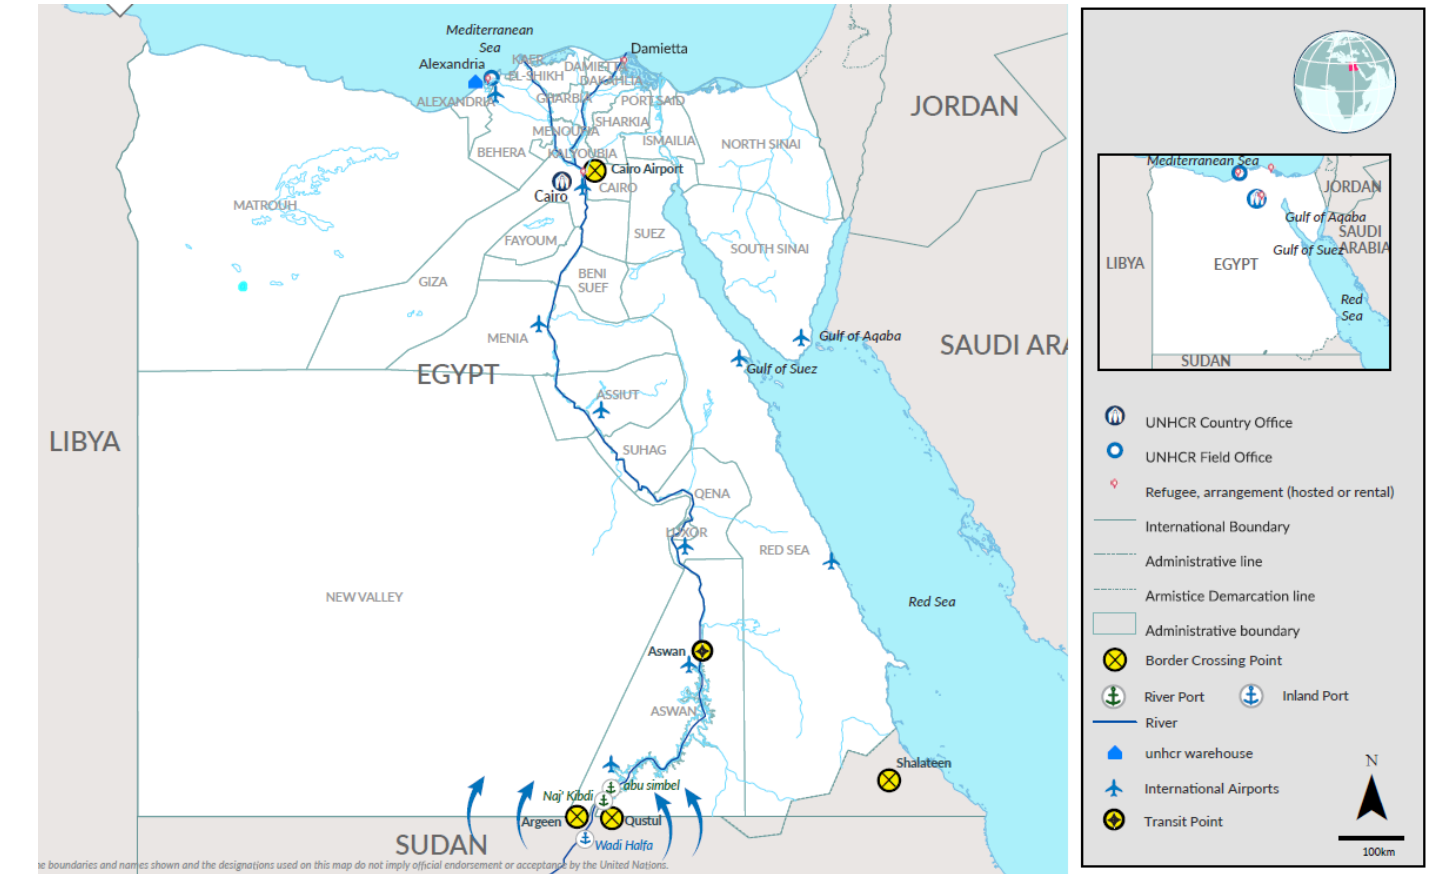 Mediterranean
Sea
Damietta
Alexandria
KAFR
EL-SHIKH
DAMIETTA
DAKAHLIA
ALEXANDRIA
GHARBIA
PORT SAID
SHARKIA
MENOUNA
ISMAILIA
NORTH SINAI
BEHERA
KALYOUBIA
Cairo Airport
CAIRO
Cairo
MATROUH
FAYOUM
SUEZ
SOUTH SINAI
GIZA
BENI
SUEF
MENIA
Gulf of Aqaba
Gulf of Suez
EGYPT
ASSIUT
LIBYA
SUHAG
QENA
LUXOR
RED SEA
NEW VALLEY
Red Sea
Aswan
ASWAN
Shalateen
abu simbel
Naj' Kibdi
Argeen
Qustul
SUDAN
Wadi Halfa
JORDAN
SAUDI ARA
ne boundaries and names shown and the designations used on this map do not imply official endorsement or acceptance by the United Nations.
Mediterranean Sea
JORDAN
Gulf of Aqaba
SAUDI
ARABIA
Gulf of Suez
LIBYA
EGYPT
Red
Sea
SUDAN
UNHCR Country Office
UNHCR Field Office
Refugee, arrangement (hosted or rental)
International Boundary
Administrative line
Armistice Demarcation line
Administrative boundary
Border Crossing Point
River Port
Inland Port
River
unhcr warehouse
International Airports
Transit Point
N
100km